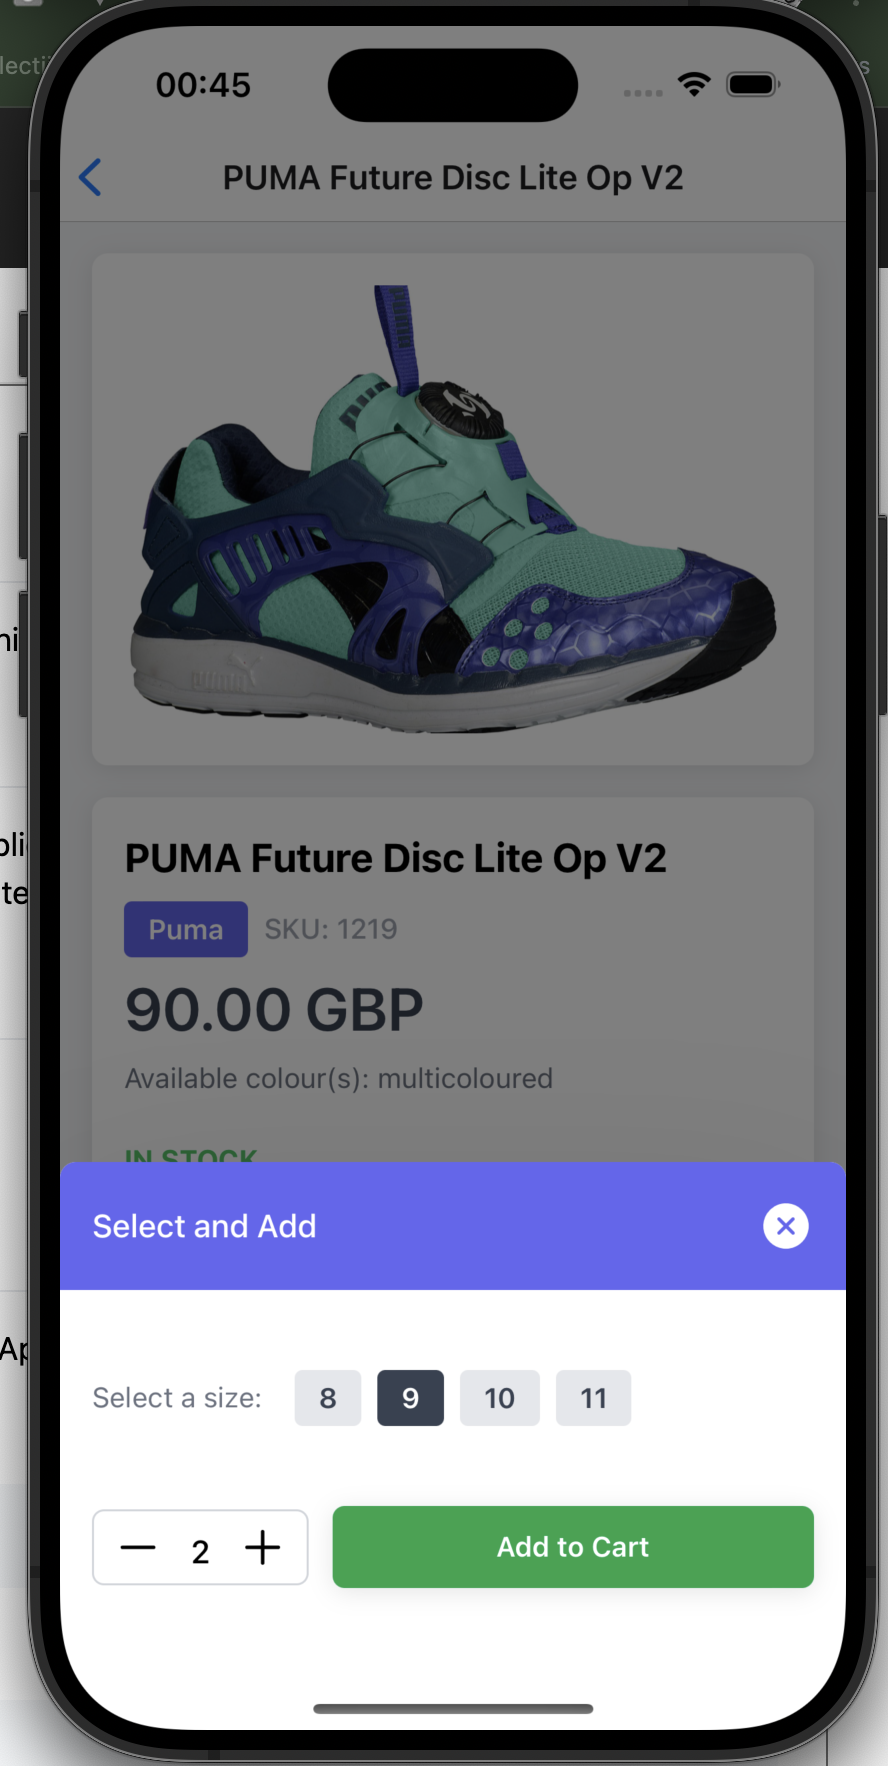 00:45
PUMA Future Disc Lite Op V2
PUMA Future Disc Lite Op V2
Puma SKU: 1219
90.00 GBP
Available colour(s): multicoloured
IN STOCK
Select and Add
Select a size: 8 9 10 11
2 Add to Cart